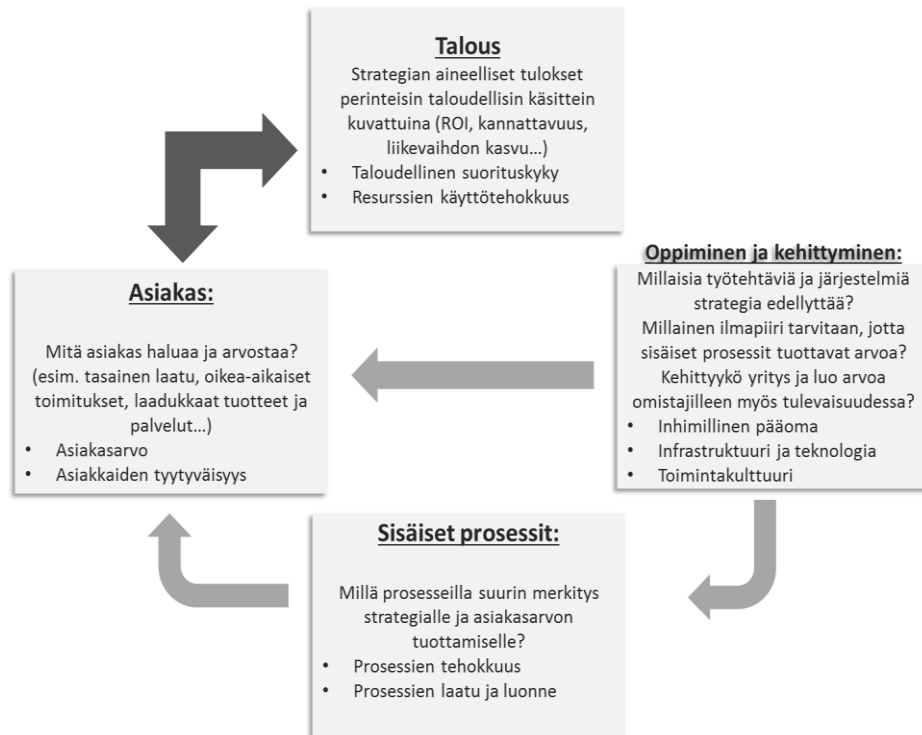 Talous
Strategian aineelliset tulokset
perinteisin taloudellisin käsittein
kuvattuina (ROI, kannattavuus,
liikevaihdon kasvu…)
• Taloudellinen suorituskyky
• Resurssien käyttötehokkuus
Asiakas:
Mitä asiakas haluaa ja arvostaa?
(esim. tasainen laatu, oikea-aikaiset
toimitukset, laadukkaat tuotteet ja
palvelut…)
• Asiakasarvo
• Asiakkaiden tyytyväisyys
Oppiminen ja kehittyminen:
Millaisia työtehtäviä ja järjestelmiä
strategia edellyttää?
Millainen ilmapiiri tarvitaan, jotta
sisäiset prosessit tuottavat arvoa?
Kehittyykö yritys ja luo arvoa
omistajilleen myös tulevaisuudessa?
• Inhimillinen pääoma
• Infrastruktuuri ja teknologia
• Toimintakulttuuri
Sisäiset prosessit:
Millä prosesseilla suurin merkitys
strategialle ja asiakasarvon
tuottamiselle?
• Prosessien tehokkuus
• Prosessien laatu ja luonne